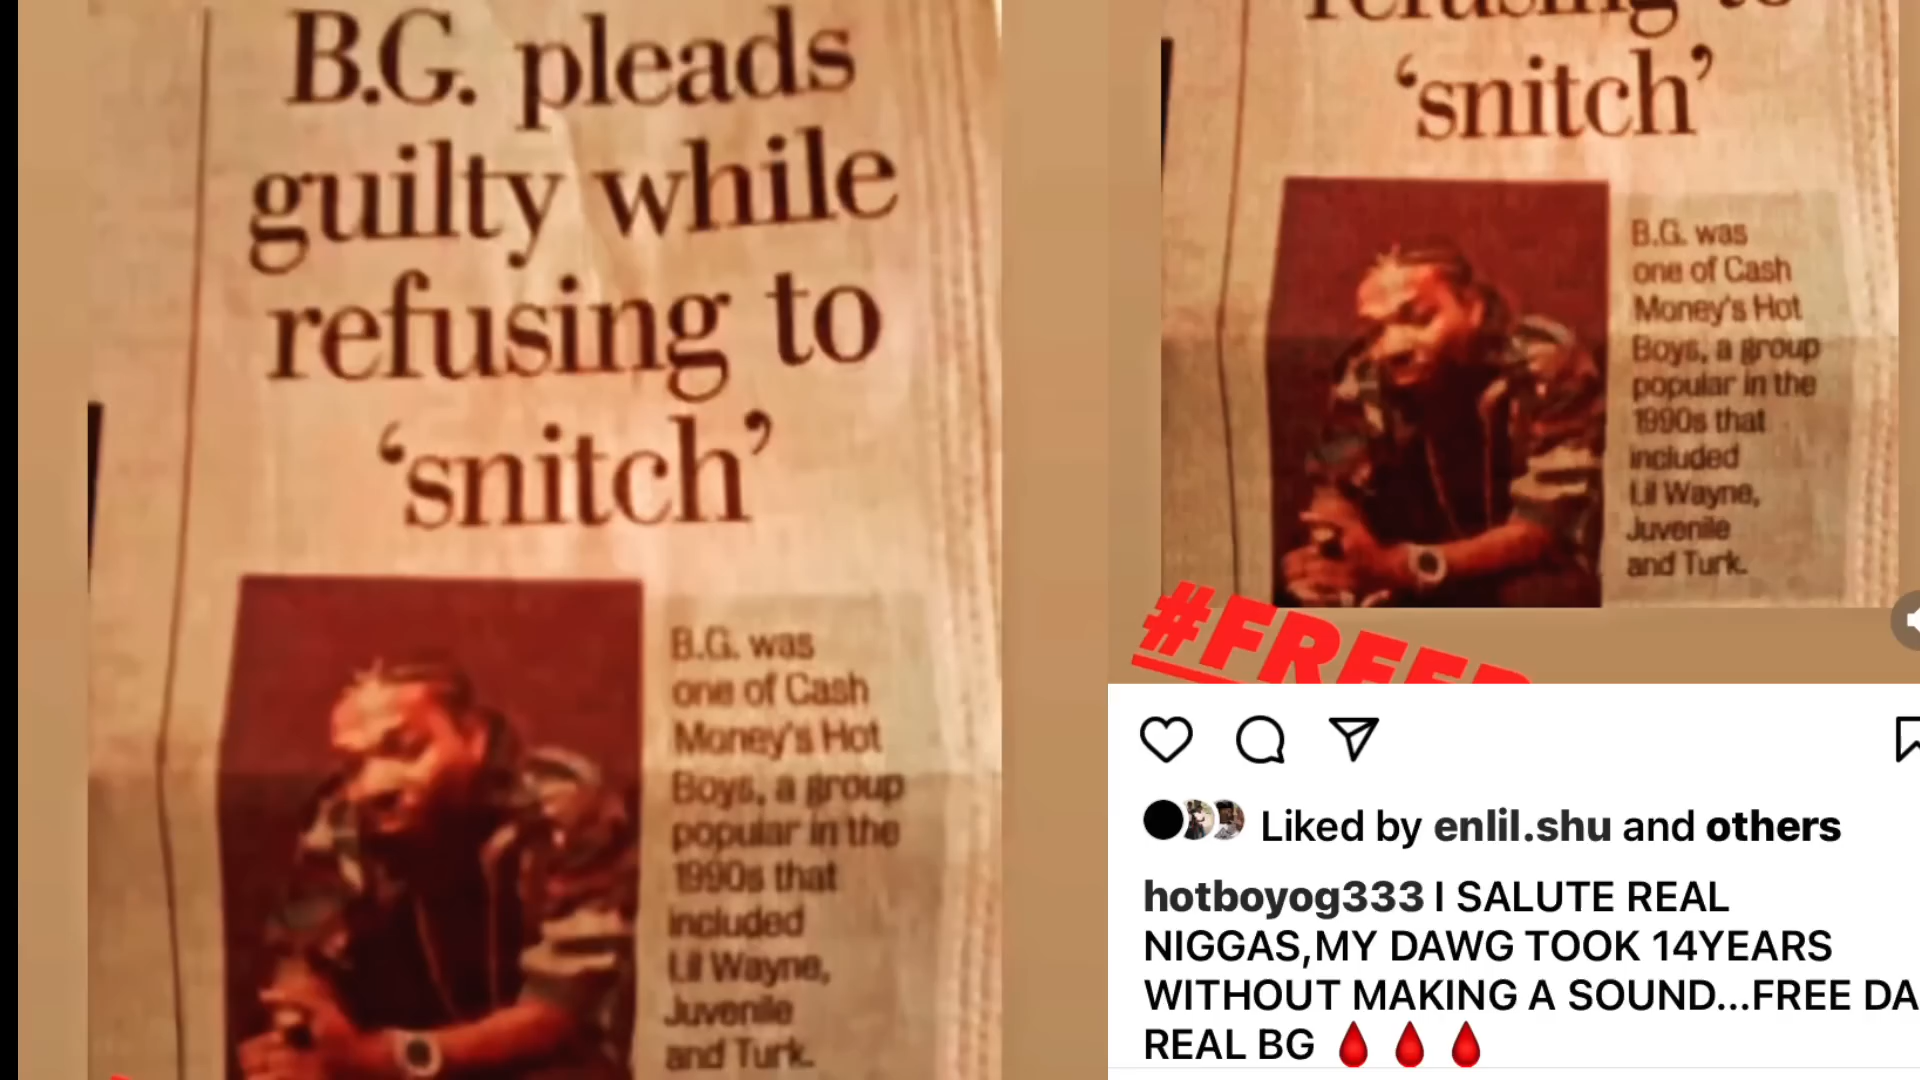 B.G. pleads
guilty while
refusing to
‘snitch’
B.G. was
one of Cash
Money's Hot
Boys, a group
popular in the
1990s that
included
Lil Wayne,
Juvenile
and Turk.
refusing to
‘snitch’
B.G. was
one of Cash
Money's Hot
Boys, a group
popular in the
1990s that
included
Lil Wayne,
Juvenile
and Turk.
#FREEB
Liked by enlil.shu and others
hotboyog333 I SALUTE REAL
NIGGAS,MY DAWG TOOK 14YEARS
WITHOUT MAKING A SOUND...FREE DA
REAL BG 🩸🩸🩸